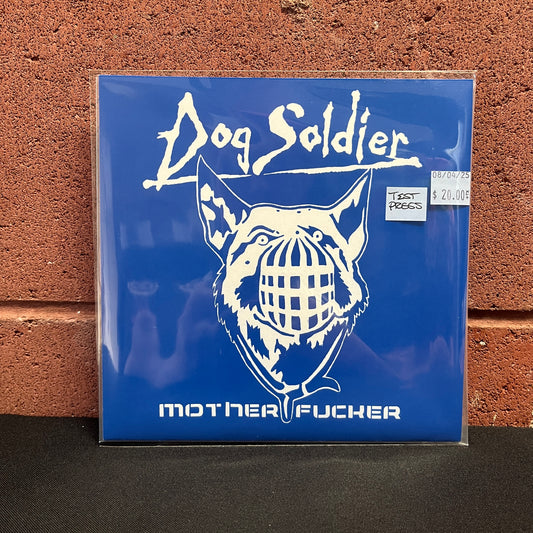 Dog Soldier
08/04/25
$ 20.00
TEST
PRESS
MOTHER FUCKER